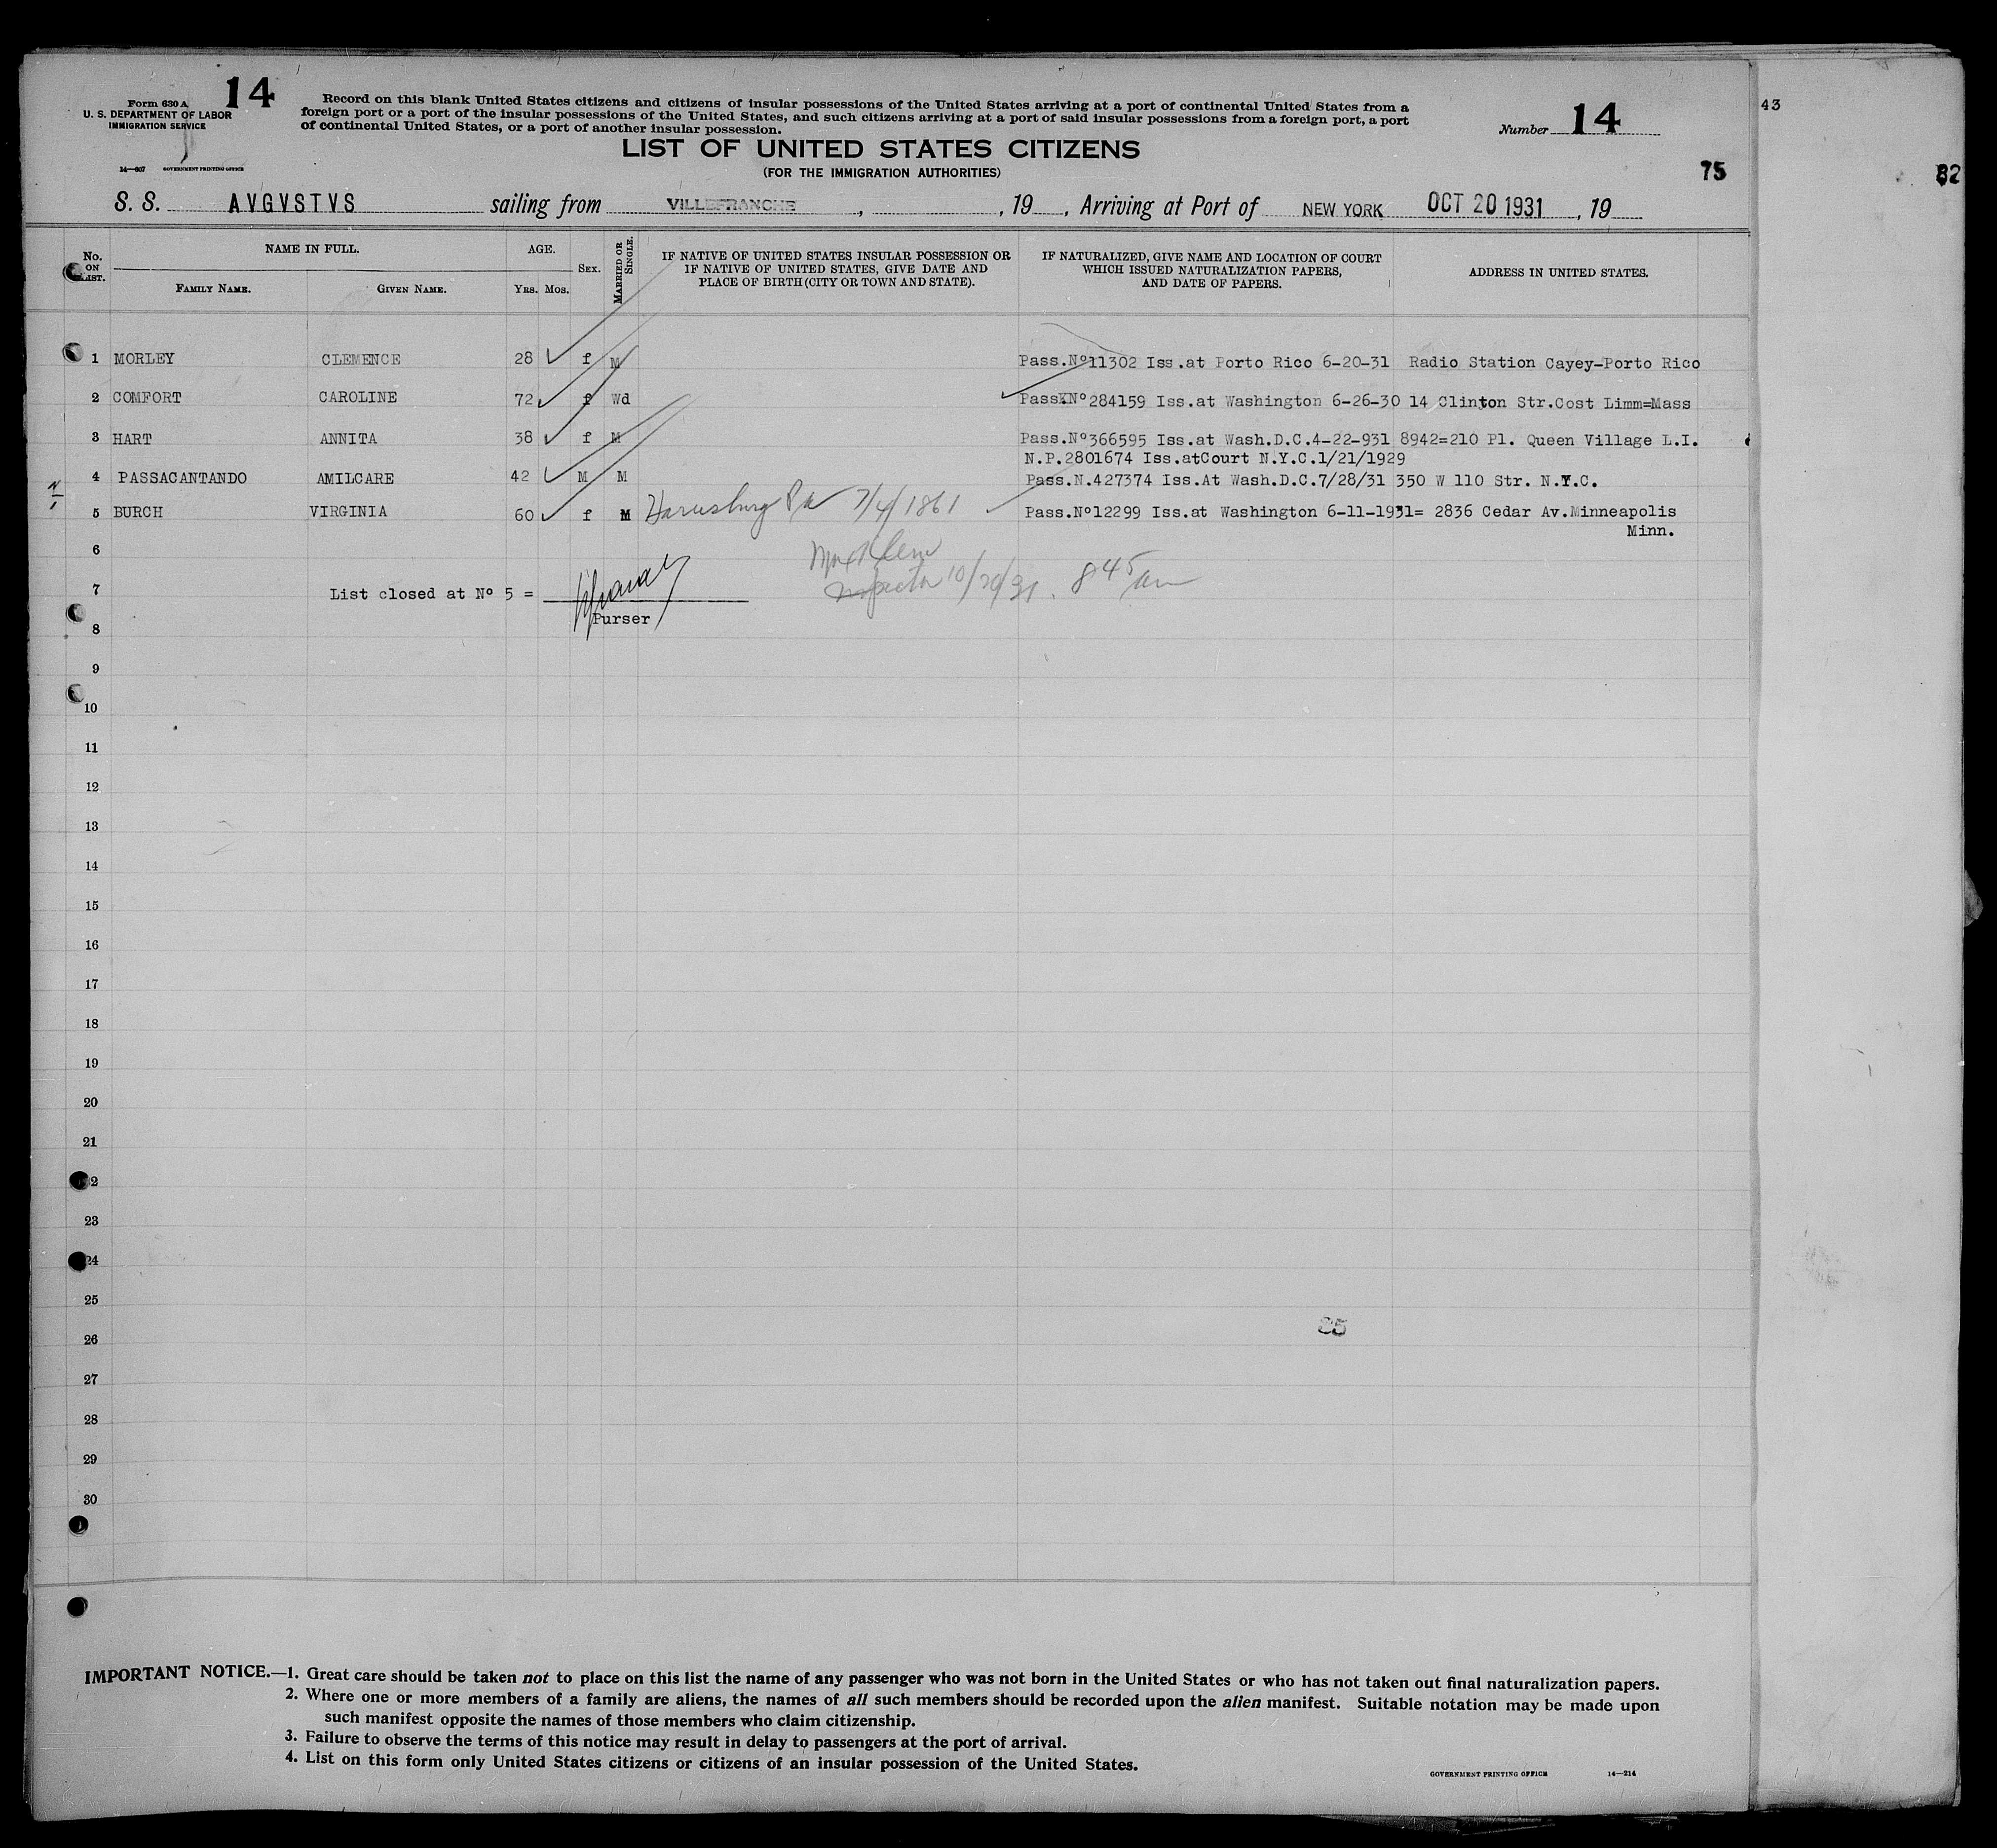 14
Form 630 A
U. S. DEPARTMENT OF LABOR
IMMIGRATION SERVICE
14—607 GOVERNMENT PRINTING OFFICE
Record on this blank United States citizens and citizens of insular possessions of the United States arriving at a port of continental United States from a
foreign port or a port of the insular possessions of the United States, and such citizens arriving at a port of said insular possessions from a foreign port, a port
of continental United States, or a port of another insular possession.
Number 14
43
LIST OF UNITED STATES CITIZENS
(FOR THE IMMIGRATION AUTHORITIES)
75
82
S. S. AVGVSTVS sailing from VILLEFRANCHE, , 19 , Arriving at Port of NEW YORK OCT 20 1931, 19
No. ON LIST. NAME IN FULL. AGE. SEX. MARRIED OR SINGLE. IF NATIVE OF UNITED STATES INSULAR POSSESSION OR IF NATIVE OF UNITED STATES, GIVE DATE AND PLACE OF BIRTH (CITY OR TOWN AND STATE). IF NATURALIZED, GIVE NAME AND LOCATION OF COURT WHICH ISSUED NATURALIZATION PAPERS, AND DATE OF PAPERS. ADDRESS IN UNITED STATES.
FAMILY NAME. GIVEN NAME. YRS. MOS.
1 MORLEY CLEMENCE 28 f M Pass.Nº11302 Iss.at Porto Rico 6-20-31 Radio Station Cayey-Porto Rico
2 COMFORT CAROLINE 72 f Wd Pass.Nº284159 Iss.at Washington 6-26-30 14 Clinton Str.Cost Limm=Mass
3 HART ANNITA 38 f M Pass.Nº366595 Iss.at Wash.D.C.4-22-931 8942=210 Pl. Queen Village L.I.
N.P.2801674 Iss.atCourt N.Y.C.1/21/1929
4 PASSACANTANDO AMILCARE 42 M M Pass.N.427374 Iss.At Wash.D.C.7/28/31 350 W 110 Str. N.Y.C.
5 BURCH VIRGINIA 60 f M Harrisburg Pa 7/4/1861 Pass.Nº12299 Iss.at Washington 6-11-1931= 2836 Cedar Av.Minneapolis
Minn.
6
7 List closed at Nº 5 = Inspector 10/20/31. 8 45 am
Purser
8
9
10
11
12
13
14
15
16
17
18
19
20
21
22
23
24
25
26
85
27
28
29
30
IMPORTANT NOTICE.—1. Great care should be taken not to place on this list the name of any passenger who was not born in the United States or who has not taken out final naturalization papers.
2. Where one or more members of a family are aliens, the names of all such members should be recorded upon the alien manifest. Suitable notation may be made upon
such manifest opposite the names of those members who claim citizenship.
3. Failure to observe the terms of this notice may result in delay to passengers at the port of arrival.
4. List on this form only United States citizens or citizens of an insular possession of the United States.
GOVERNMENT PRINTING OFFICE 14—214